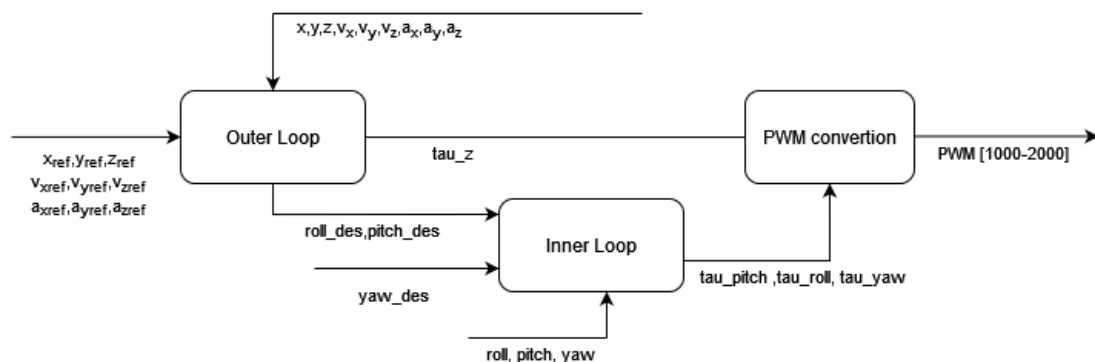 x,y,z,v_x,v_y,v_z,a_x,a_y,a_z
Outer Loop
PWM convertion
x_ref,y_ref,z_ref
v_xref,v_yref,v_zref
a_xref,a_yref,a_zref
tau_z
PWM [1000-2000]
roll_des,pitch_des
Inner Loop
yaw_des
tau_pitch ,tau_roll, tau_yaw
roll, pitch, yaw